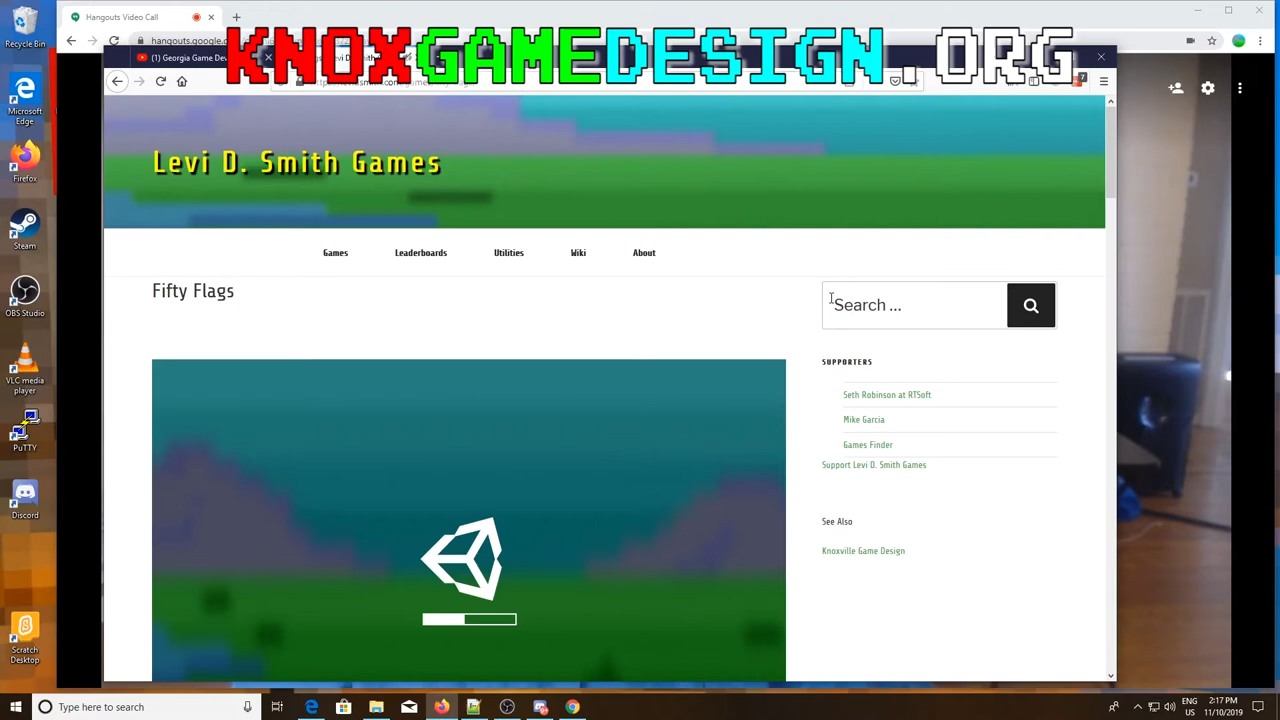 Recycle Bin
Microsoft Edge
Firefox
Steam
OBS Studio
VLC media player
PuTTY
Discord
Scratch Desktop
Hangouts Video Call
KNOXGAMEDESIGN.ORG
(1) Georgia Game Dev
Levi D. Smith Games
Games
Leaderboards
Utilities
Wiki
About
Fifty Flags
Search ...
SUPPORTERS
Seth Robinson at RTSoft
Mike Garcia
Games Finder
Support Levi D. Smith Games
See Also
Knoxville Game Design
Type here to search
ENG
US
2:17 PM
11/10/2019